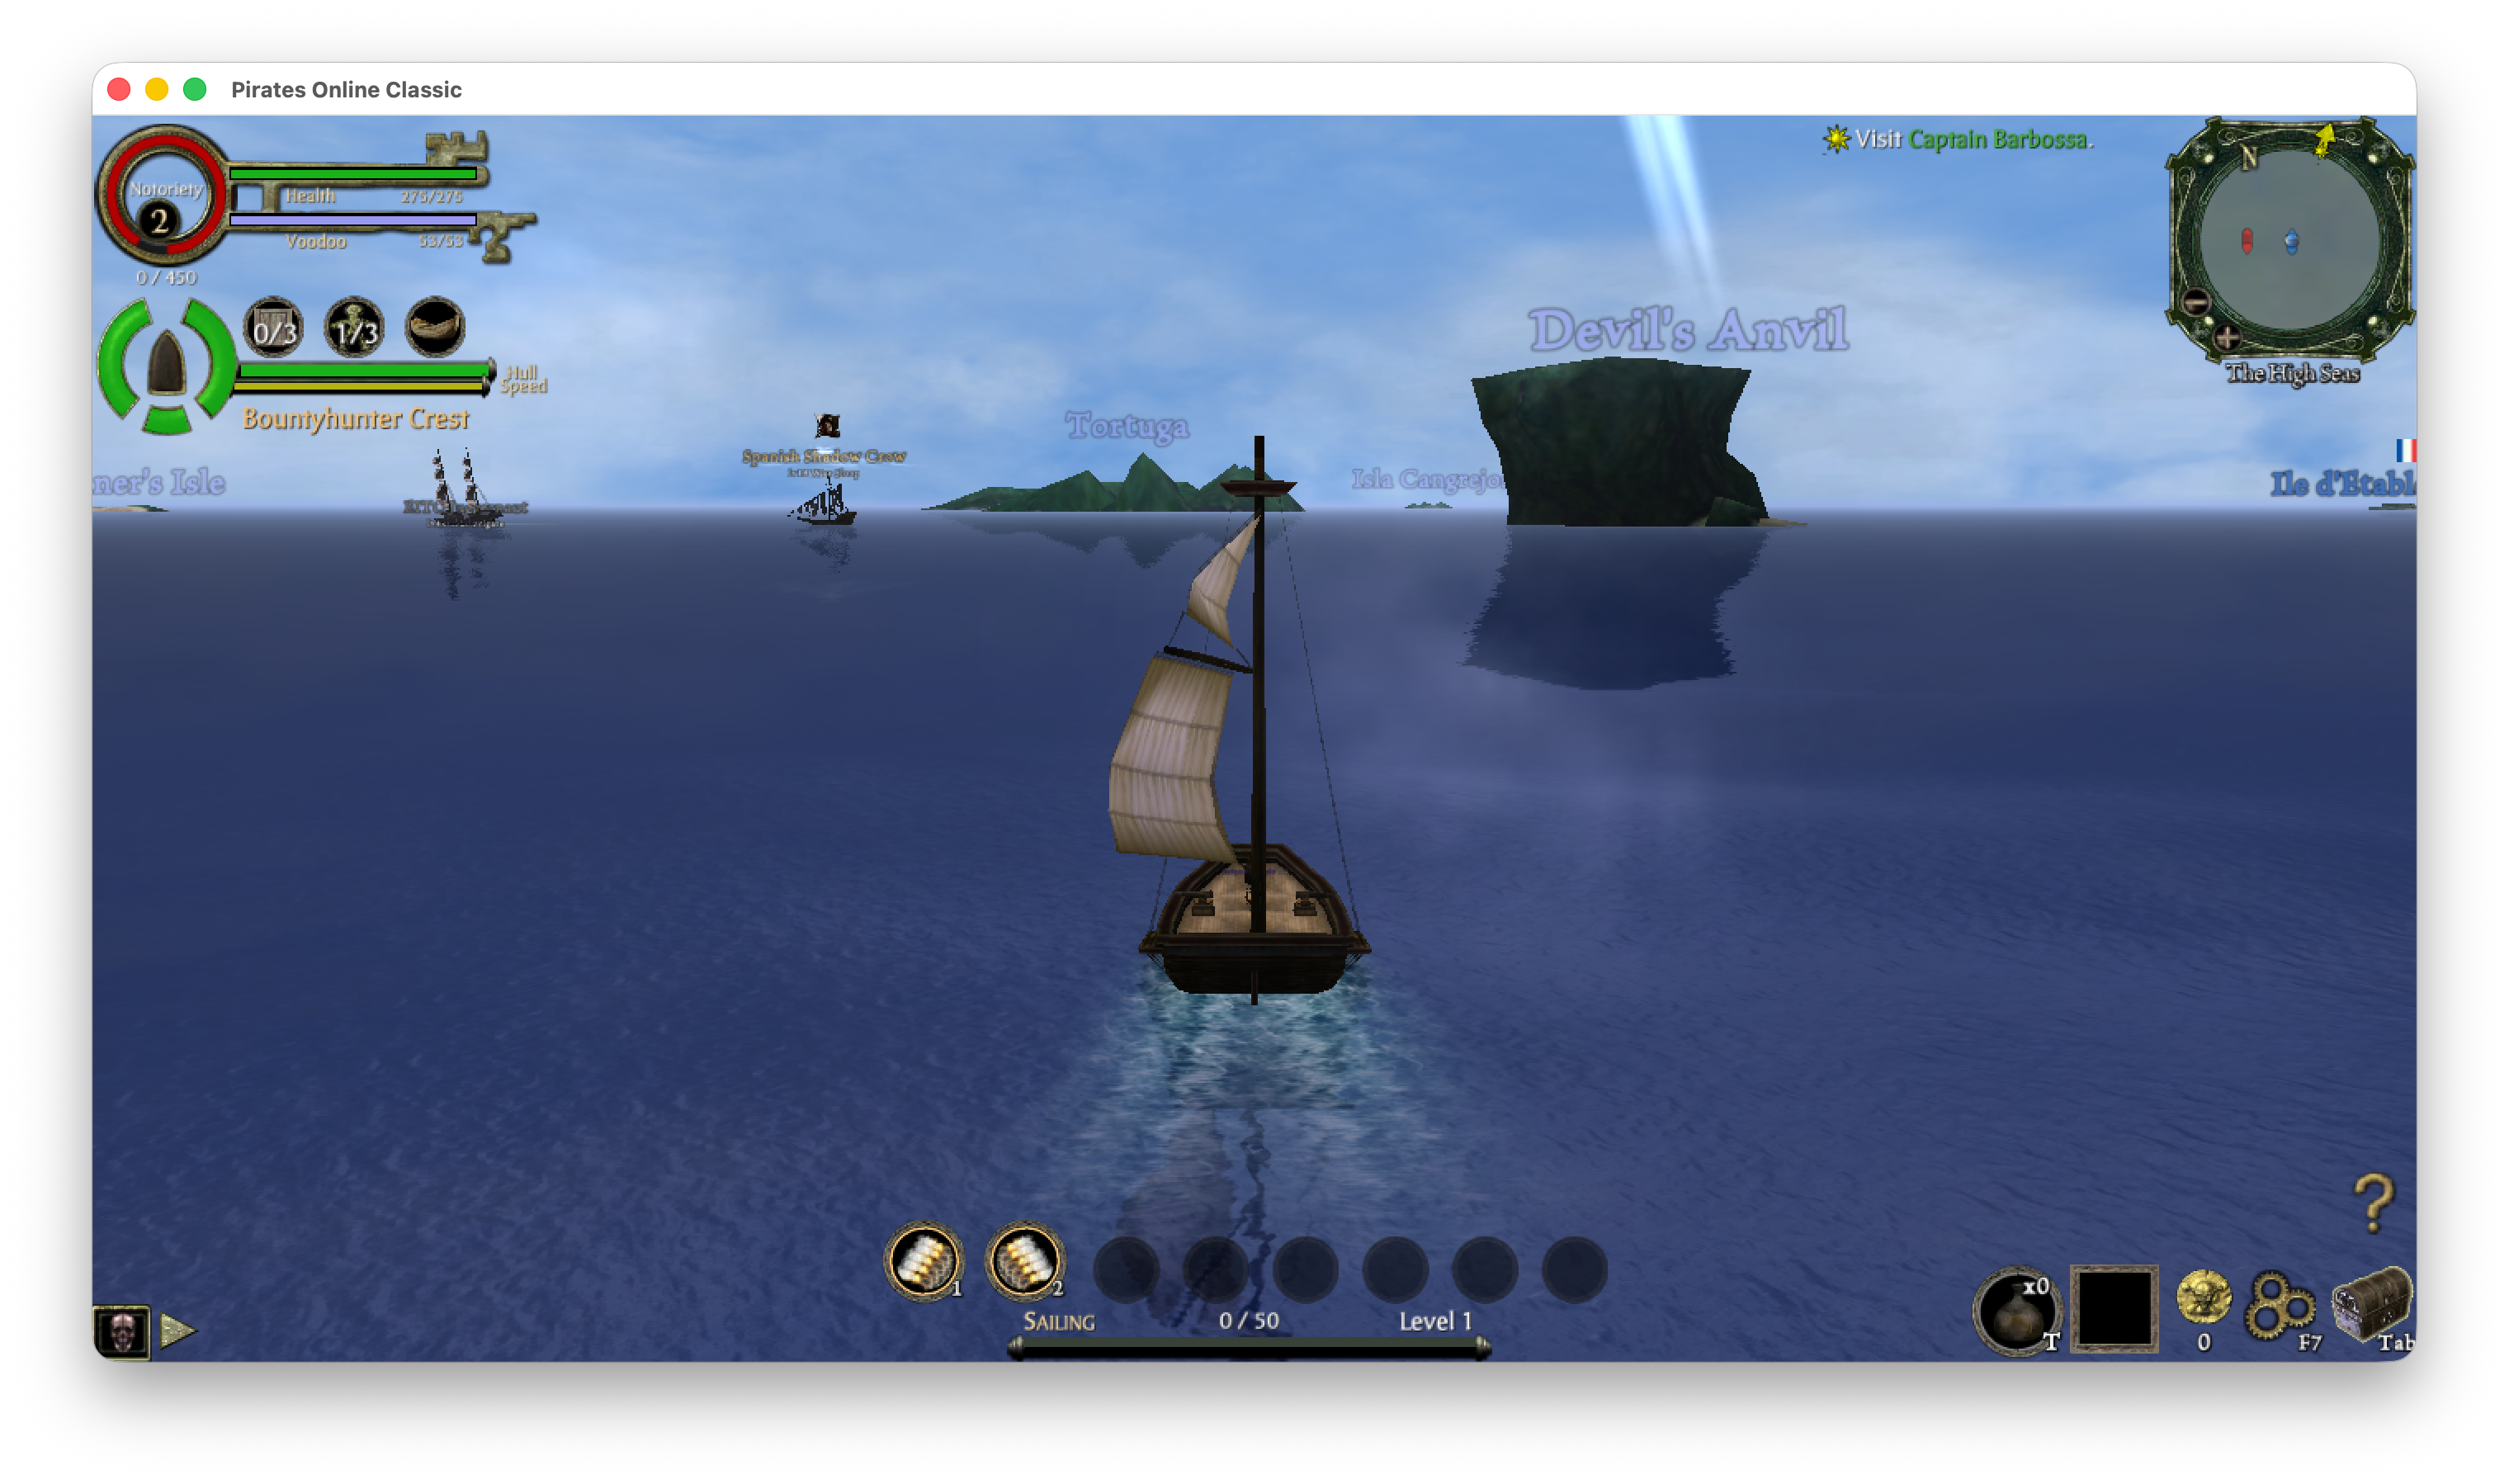 Pirates Online Classic
Notoriety
2
0 / 450
Health 275/275
Voodoo 53/53
Visit Captain Barbossa.
N
The High Seas
0/3
1/3
Hull
Speed
Bountyhunter Crest
Devil's Anvil
Tortuga
Spanish Shadow Crow
Isla Cangrejo
ner's Isle
Ile d'Etabl
1
2
SAILING 0 / 50 Level 1
x0
T
0
F7
Tab
?